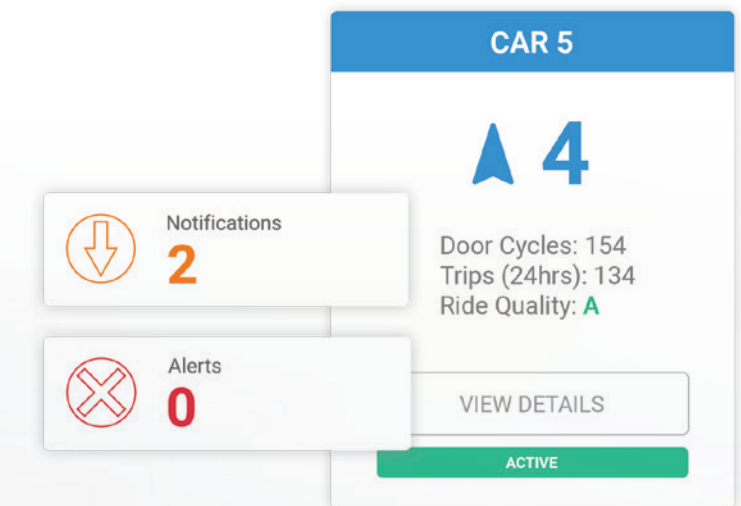 CAR 5
4
Notifications
2
Door Cycles: 154
Trips (24hrs): 134
Ride Quality: A
Alerts
0
VIEW DETAILS
ACTIVE